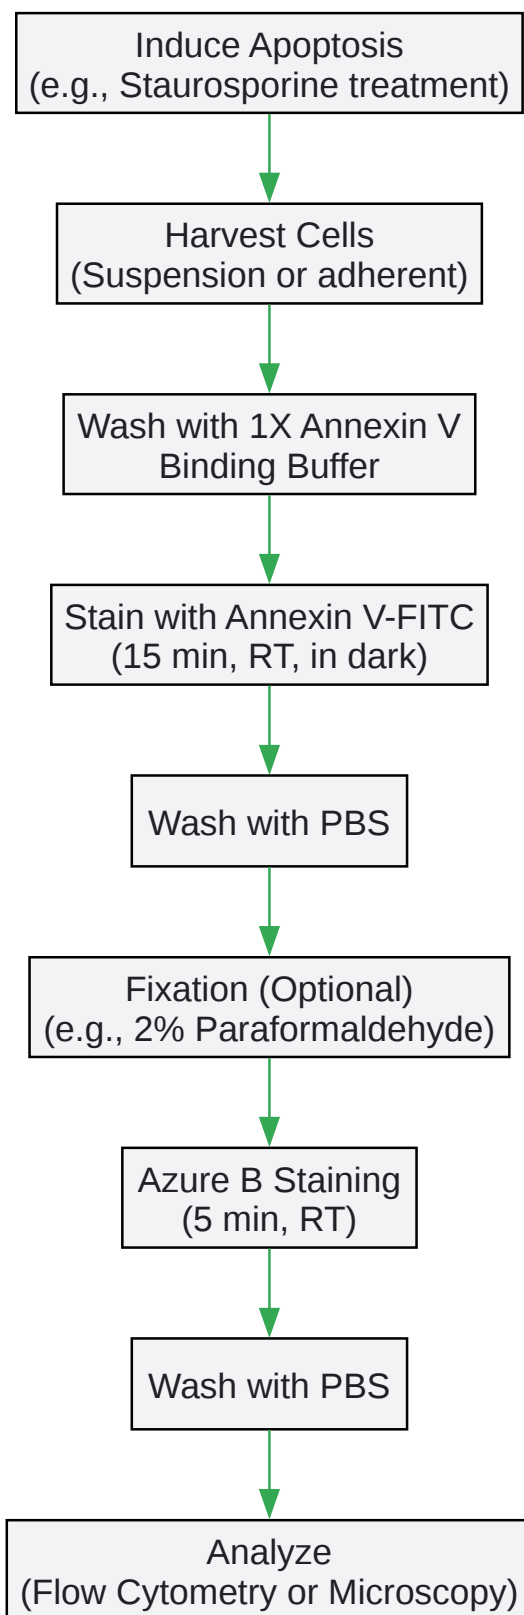 Induce Apoptosis
(e.g., Staurosporine treatment)
Harvest Cells
(Suspension or adherent)
Wash with 1X Annexin V
Binding Buffer
Stain with Annexin V-FITC
(15 min, RT, in dark)
Wash with PBS
Fixation (Optional)
(e.g., 2% Paraformaldehyde)
Azure B Staining
(5 min, RT)
Wash with PBS
Analyze
(Flow Cytometry or Microscopy)